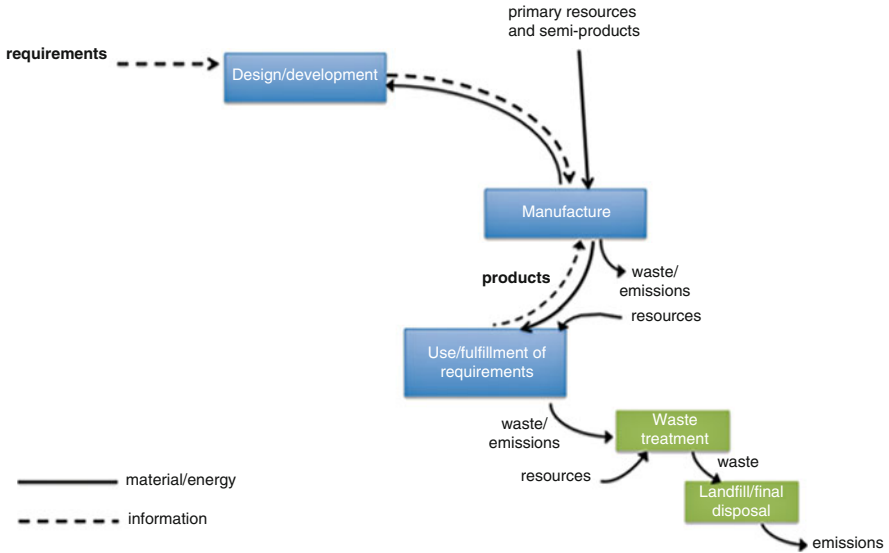 primary resources
and semi-products
requirements
Design/development
Manufacture
products
waste/
emissions
resources
Use/fulfillment of
requirements
waste/
emissions
Waste
treatment
resources
waste
material/energy
Landfill/final
disposal
information
emissions